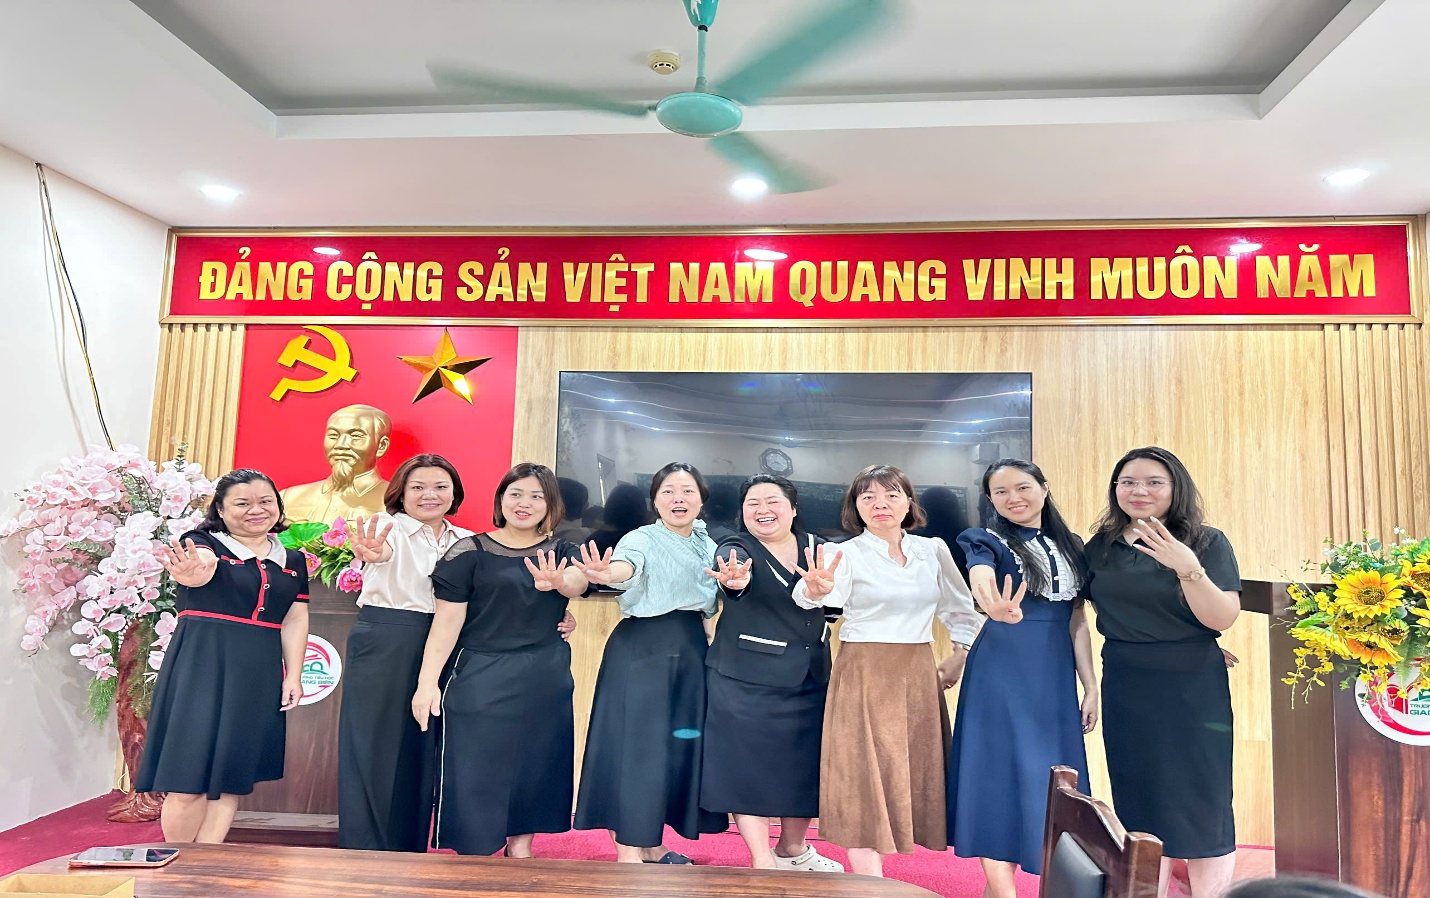 ĐẢNG CỘNG SẢN VIỆT NAM QUANG VINH MUÔN NĂM